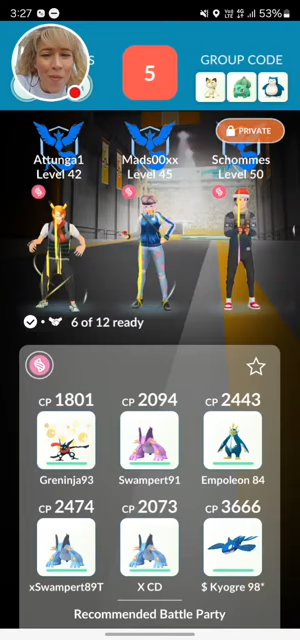 3:27
53%
S
5
GROUP CODE
PRIVATE
Attunga1
Level 42
Mads00xx
Level 45
Schommes
Level 50
6 of 12 ready
CP 1801
CP 2094
CP 2443
Greninja93
Swampert91
Empoleon 84
CP 2474
CP 2073
CP 3666
xSwampert89T
X CD
$ Kyogre 98*
Recommended Battle Party